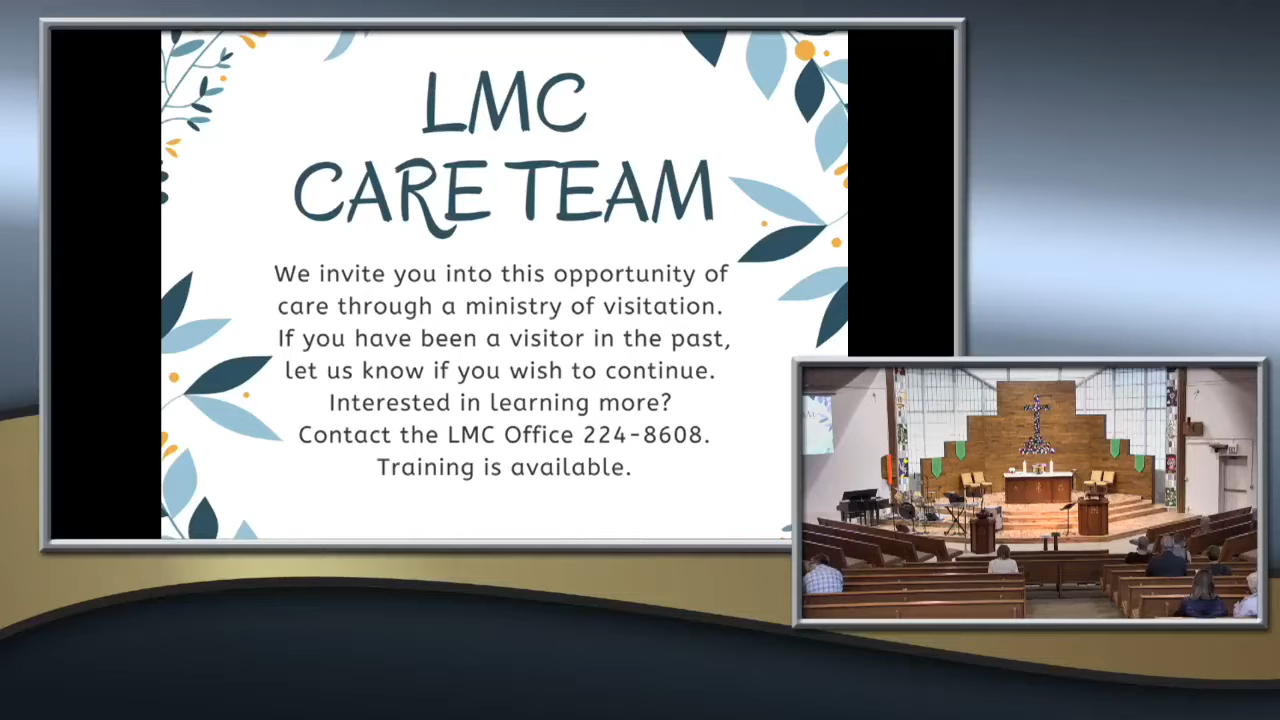 LMC
CARE TEAM
We invite you into this opportunity of
care through a ministry of visitation.
If you have been a visitor in the past,
let us know if you wish to continue.
Interested in learning more?
Contact the LMC Office 224-8608.
Training is available.